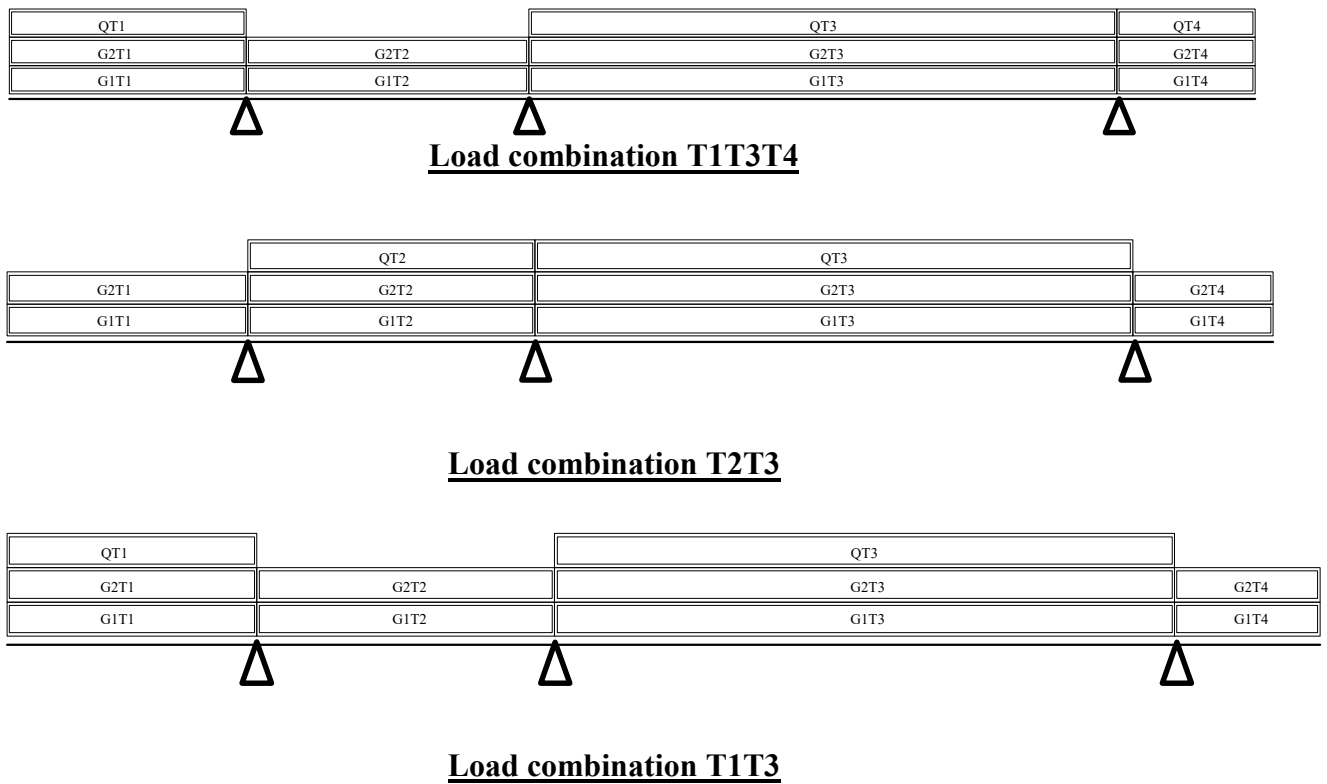 QT1 QT3 QT4
G2T1 G2T2 G2T3 G2T4
G1T1 G1T2 G1T3 G1T4
Load combination T1T3T4
QT2 QT3
G2T1 G2T2 G2T3 G2T4
G1T1 G1T2 G1T3 G1T4
Load combination T2T3
QT1 QT3
G2T1 G2T2 G2T3 G2T4
G1T1 G1T2 G1T3 G1T4
Load combination T1T3